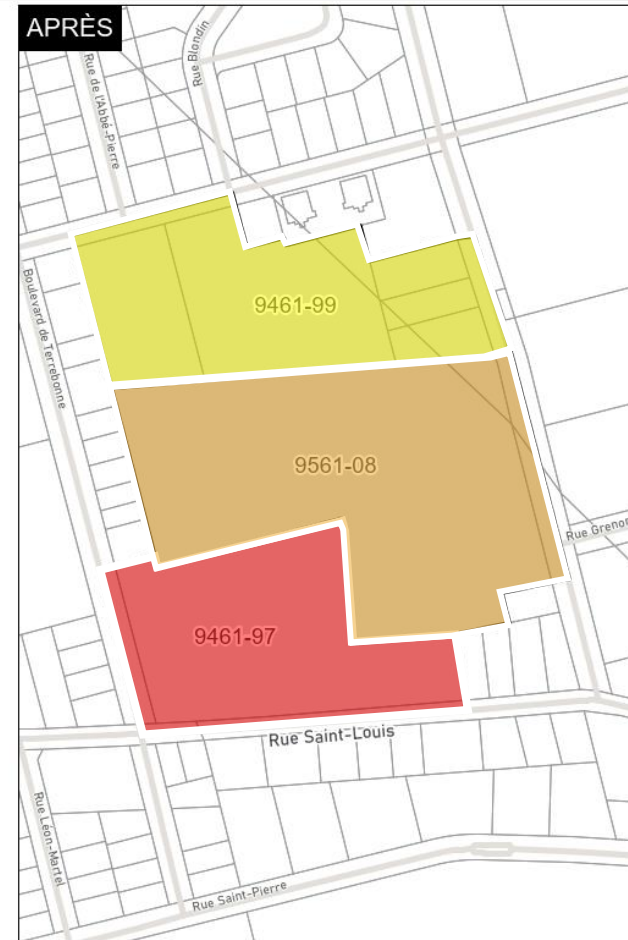 APRÈS
Rue Blondin
Rue de l'Abbé-Pierre
9461-99
Boulevard de Terrebonne
9561-08
Rue Grenon
9461-97
Rue Saint-Louis
Rue Léon-Martel
Rue Saint-Pierre